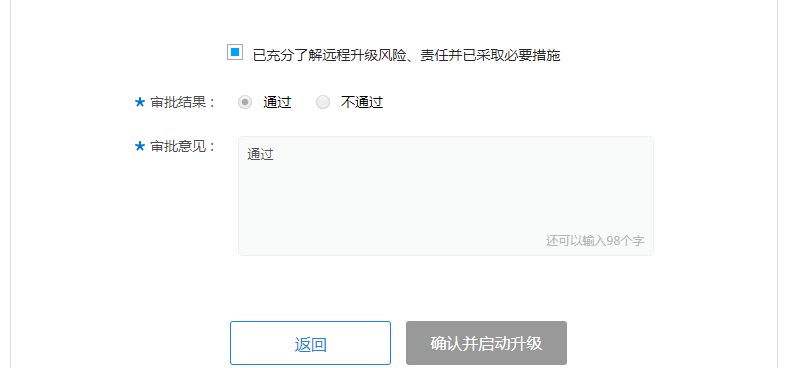 已充分了解远程升级风险、责任并已采取必要措施
* 审批结果： 通过 不通过
* 审批意见： 通过
还可以输入98个字
返回 确认并启动升级